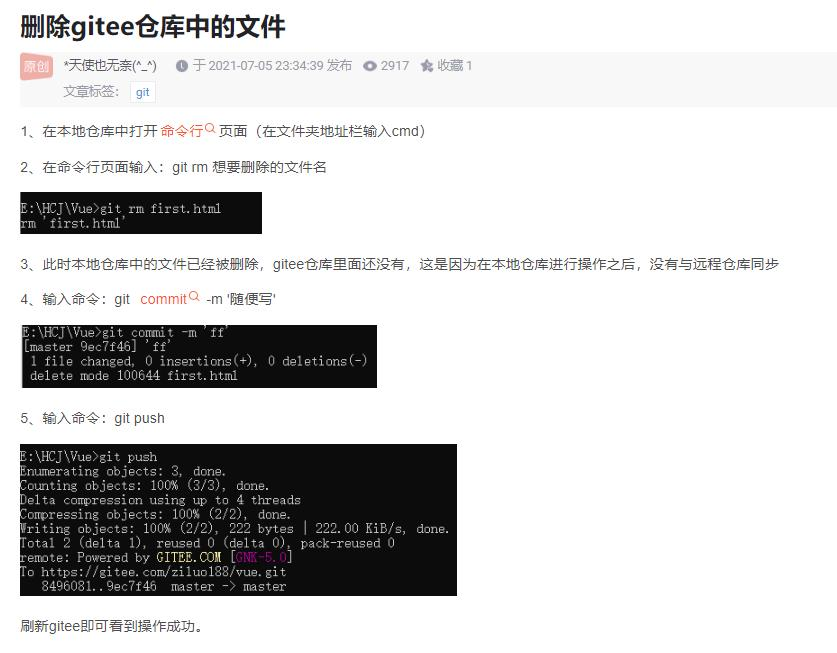 删除gitee仓库中的文件
原创 *天使也无奈(^_^) 于 2021-07-05 23:34:39 发布 2917 收藏 1
文章标签： git
1、在本地仓库中打开 命令行 页面（在文件夹地址栏输入cmd）
2、在命令行页面输入：git rm 想要删除的文件名
E:\HCJ\Vue>git rm first.html
rm 'first.html'
3、此时本地仓库中的文件已经被删除，gitee仓库里面还没有，这是因为在本地仓库进行操作之后，没有与远程仓库同步
4、输入命令：git commit -m '随便写'
E:\HCJ\Vue>git commit -m 'ff'
[master 9ec7f46] 'ff'
1 file changed, 0 insertions(+), 0 deletions(-)
delete mode 100644 first.html
5、输入命令：git push
E:\HCJ\Vue>git push
Enumerating objects: 3, done.
Counting objects: 100% (3/3), done.
Delta compression using up to 4 threads
Compressing objects: 100% (2/2), done.
Writing objects: 100% (2/2), 222 bytes | 222.00 KiB/s, done.
Total 2 (delta 1), reused 0 (delta 0), pack-reused 0
remote: Powered by GITEE.COM [GNK-5.0]
To https://gitee.com/ziluo188/vue.git
8496081..9ec7f46 master -> master
刷新gitee即可看到操作成功。